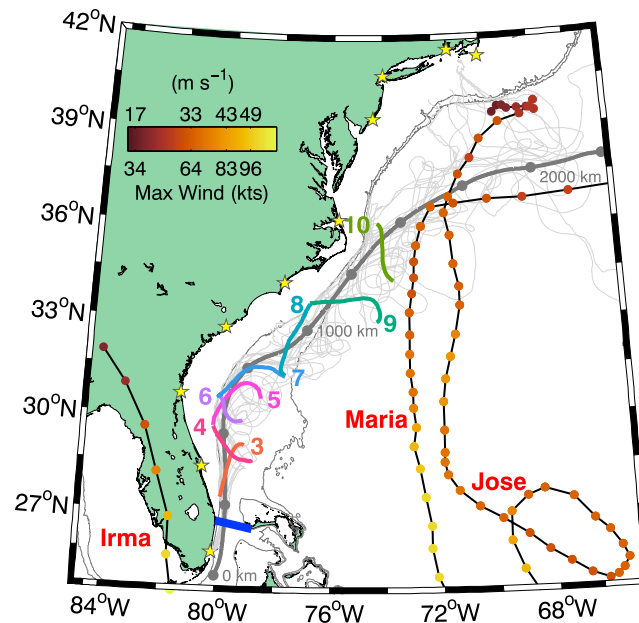 42°N
39°N
36°N
33°N
30°N
27°N
(m s⁻¹)
17 33 43 49
34 64 83 96
Max Wind (kts)
2000 km
10
8
1000 km
9
7
6
5
4
3
Maria
Jose
Irma
0 km
84°W 80°W 76°W 72°W 68°W